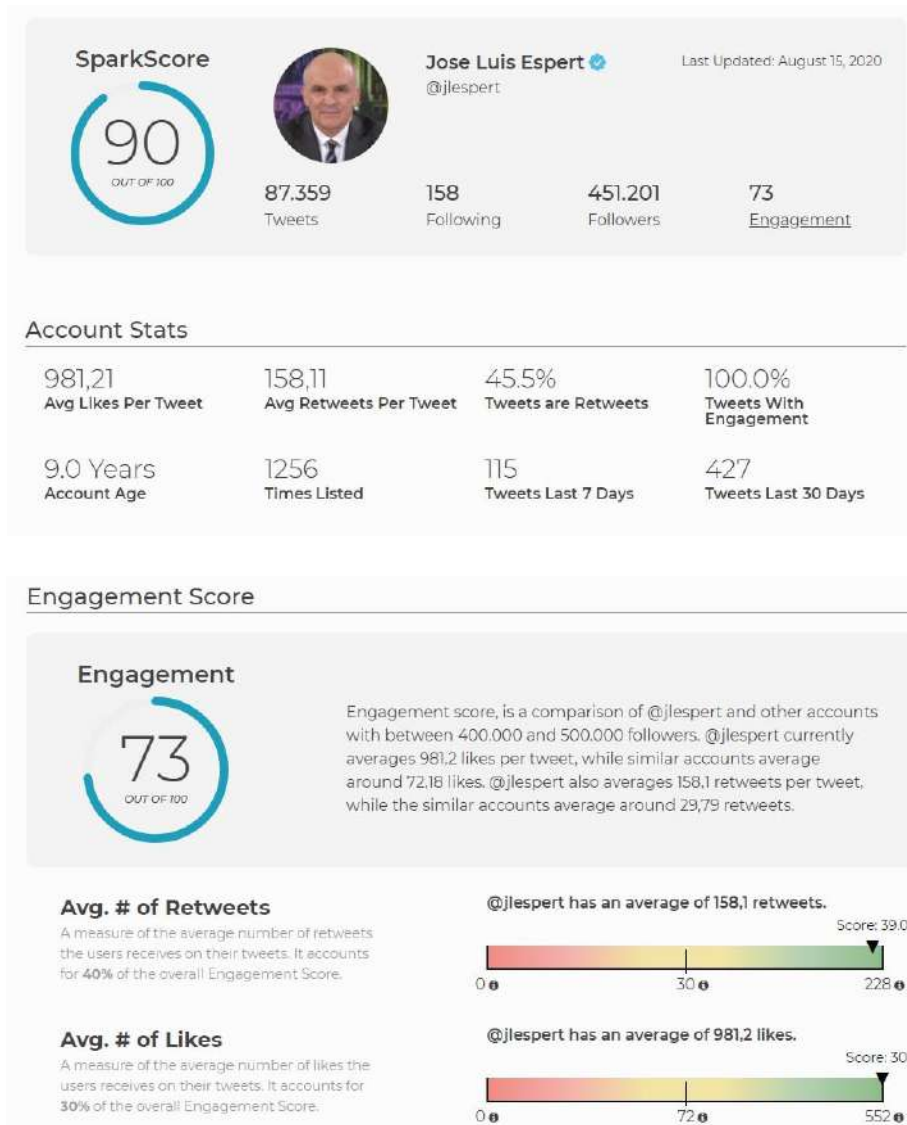 SparkScore
90
OUT OF 100
Jose Luis Espert
@jlespert
Last Updated: August 15, 2020
87.359
Tweets
158
Following
451.201
Followers
73
Engagement
Account Stats
981,21
Avg Likes Per Tweet
158,11
Avg Retweets Per Tweet
45.5%
Tweets are Retweets
100.0%
Tweets With
Engagement
9.0 Years
Account Age
1256
Times Listed
115
Tweets Last 7 Days
427
Tweets Last 30 Days
Engagement Score
Engagement
73
OUT OF 100
Engagement score, is a comparison of @jlespert and other accounts
with between 400.000 and 500.000 followers. @jlespert currently
averages 981.2 likes per tweet, while similar accounts average
around 72,18 likes. @jlespert also averages 158,1 retweets per tweet,
while the similar accounts average around 29,79 retweets.
Avg. # of Retweets
A measure of the average number of retweets
the users receives on their tweets. It accounts
for 40% of the overall Engagement Score.
@jlespert has an average of 158,1 retweets.
Score: 39.0
0
30
228
Avg. # of Likes
A measure of the average number of likes the
users receives on their tweets. It accounts for
30% of the overall Engagement Score.
@jlespert has an average of 981,2 likes.
Score: 30
0
72
552